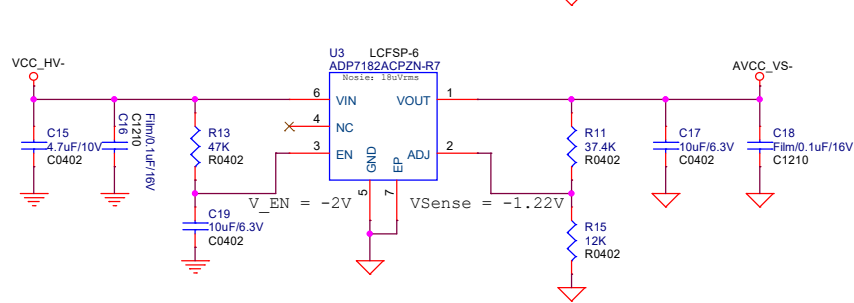 U3
LCFSP-6
ADP7182ACPZN-R7
Nosie: 18uVrms
VCC_HV-
AVCC_VS-
6
VIN
VOUT
1
4
NC
3
EN
ADJ
2
GND
EP
5
7
C15
4.7uF/10V
C0402
Film/0.1uF/16V
C1210
C16
R13
47K
R0402
C19
10uF/6.3V
C0402
V_EN = -2V
VSense = -1.22V
R11
37.4K
R0402
R15
12K
R0402
C17
10uF/6.3V
C0402
C18
Film/0.1uF/16V
C1210